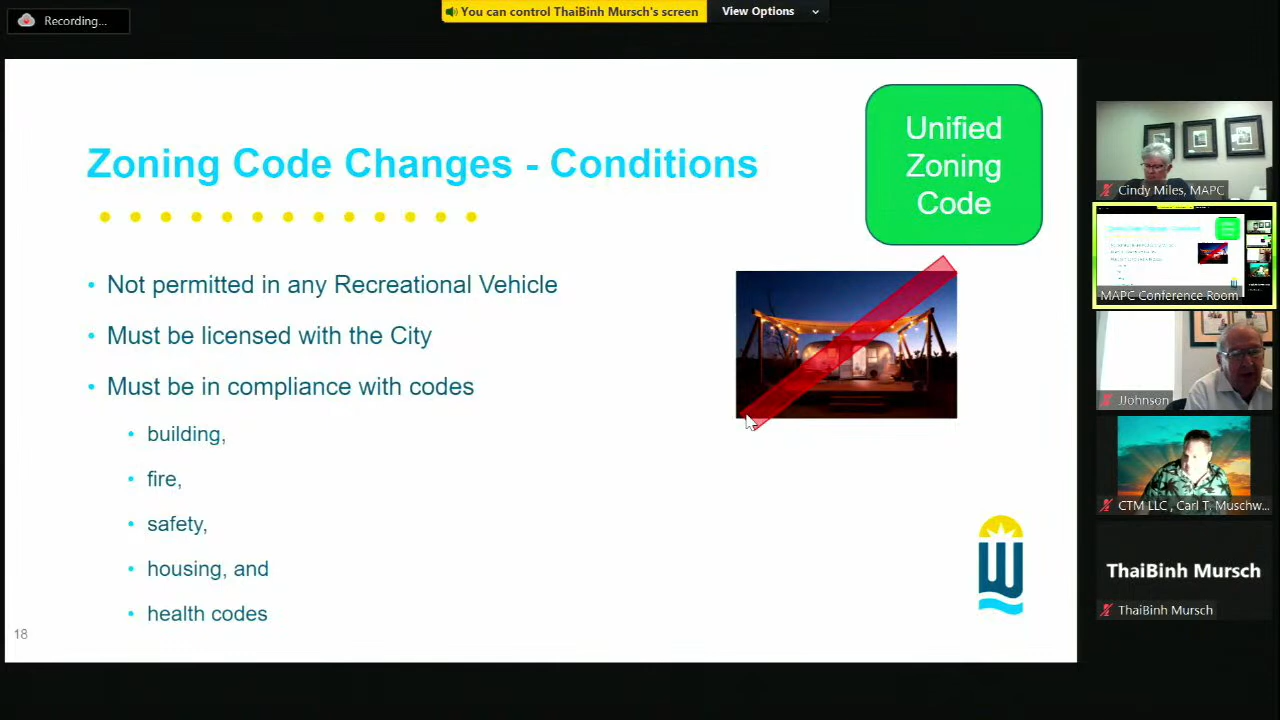 Recording...
You can control ThaiBinh Mursch's screen
View Options
Unified
Zoning
Code
Zoning Code Changes - Conditions
• Not permitted in any Recreational Vehicle
• Must be licensed with the City
• Must be in compliance with codes
• building,
• fire,
• safety,
• housing, and
• health codes
18
Cindy Miles, MAPC
MAPC Conference Room
JJohnson
CTM LLC , Carl T. Muschw...
ThaiBinh Mursch
ThaiBinh Mursch